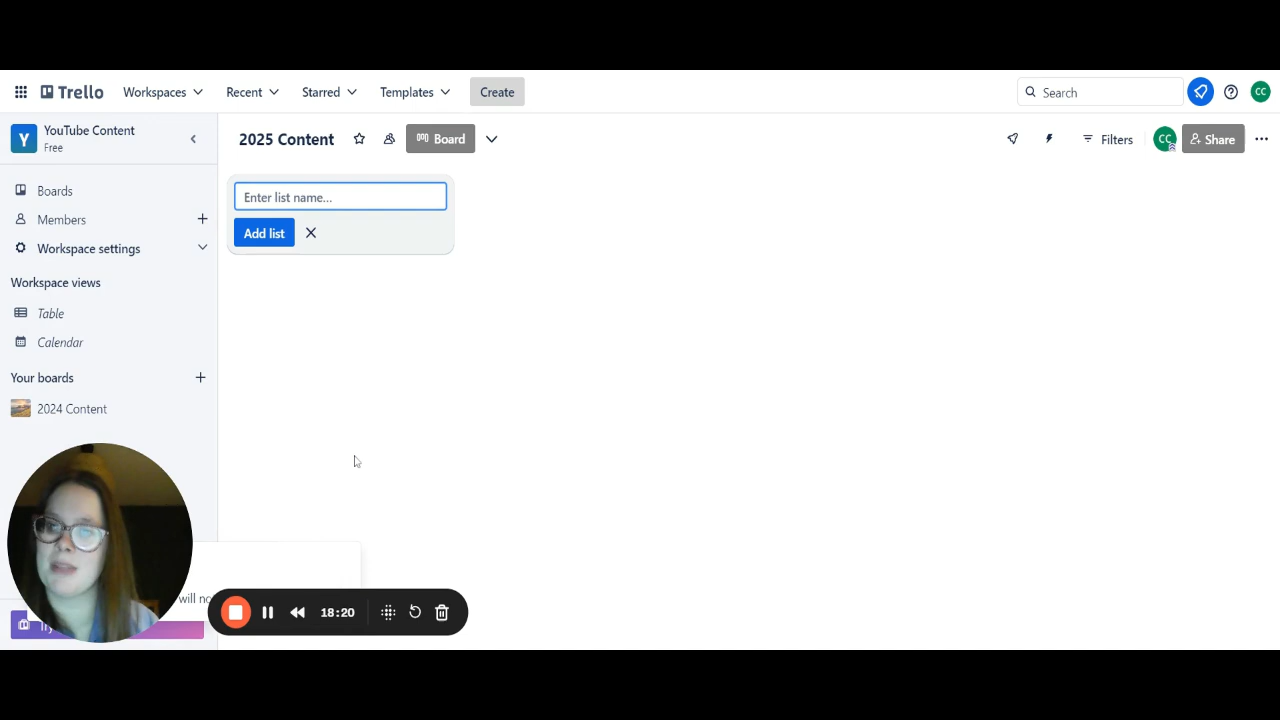 Trello Workspaces Recent Starred Templates Create Search CC
Y YouTube Content
Free
2025 Content Board Filters CC Share
Enter list name...
Add list
Boards
Members
Workspace settings
Workspace views
Table
Calendar
Your boards
2024 Content
will
18:20